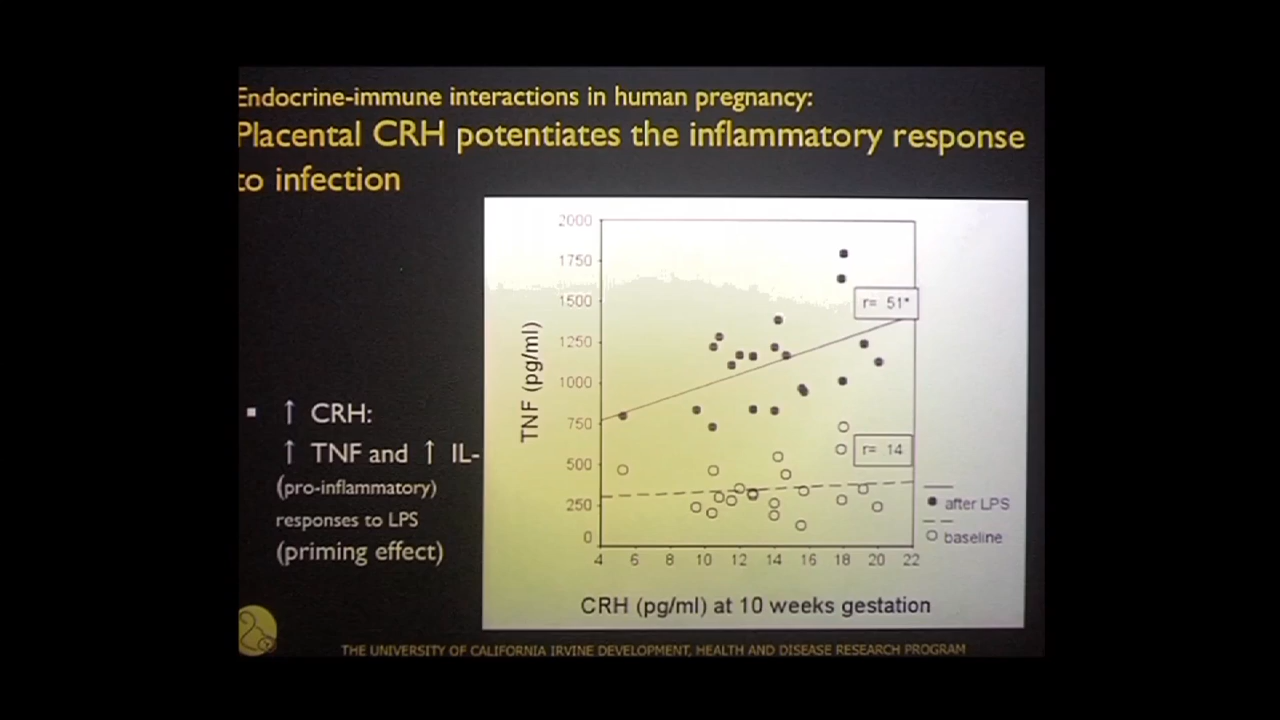 Endocrine-immune interactions in human pregnancy:
Placental CRH potentiates the inflammatory response
to infection
▪ ↑ CRH:
↑ TNF and ↑ IL-
(pro-inflammatory)
responses to LPS
(priming effect)
TNF (pg/ml)
2000
1750
1500
1250
1000
750
500
250
0
r= 51*
r= 14
after LPS
baseline
4 6 8 10 12 14 16 18 20 22
CRH (pg/ml) at 10 weeks gestation
THE UNIVERSITY OF CALIFORNIA IRVINE DEVELOPMENT, HEALTH AND DISEASE RESEARCH PROGRAM